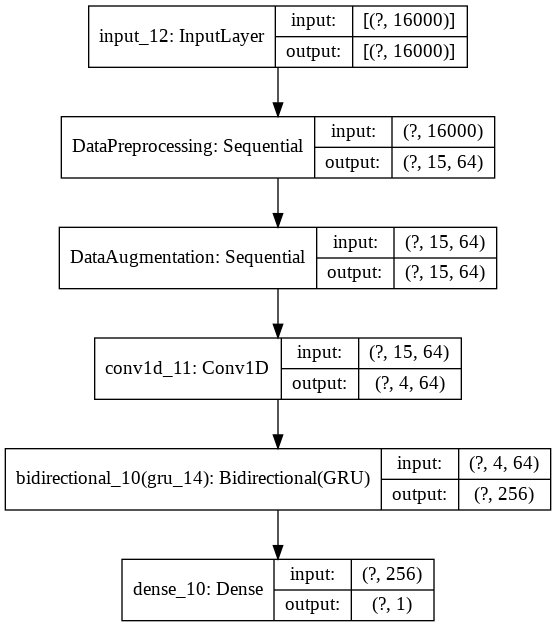 input_12: InputLayer input: [(?, 16000)]
output: [(?, 16000)]
DataPreprocessing: Sequential input: (?, 16000)
output: (?, 15, 64)
DataAugmentation: Sequential input: (?, 15, 64)
output: (?, 15, 64)
conv1d_11: Conv1D input: (?, 15, 64)
output: (?, 4, 64)
bidirectional_10(gru_14): Bidirectional(GRU) input: (?, 4, 64)
output: (?, 256)
dense_10: Dense input: (?, 256)
output: (?, 1)